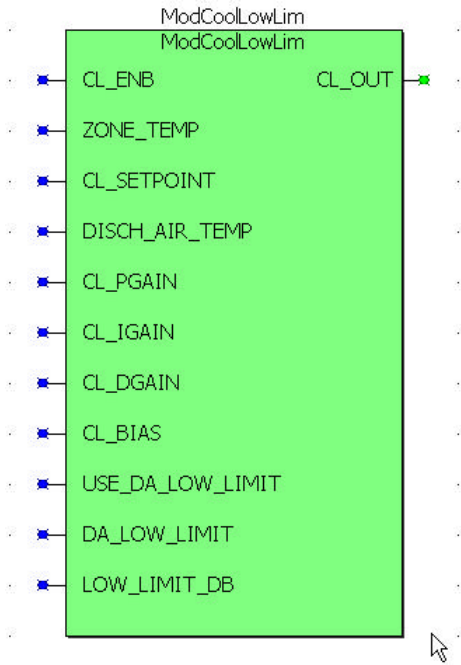 ModCoolLowLim
ModCoolLowLim
CL_ENB CL_OUT
ZONE_TEMP
CL_SETPOINT
DISCH_AIR_TEMP
CL_PGAIN
CL_IGAIN
CL_DGAIN
CL_BIAS
USE_DA_LOW_LIMIT
DA_LOW_LIMIT
LOW_LIMIT_DB